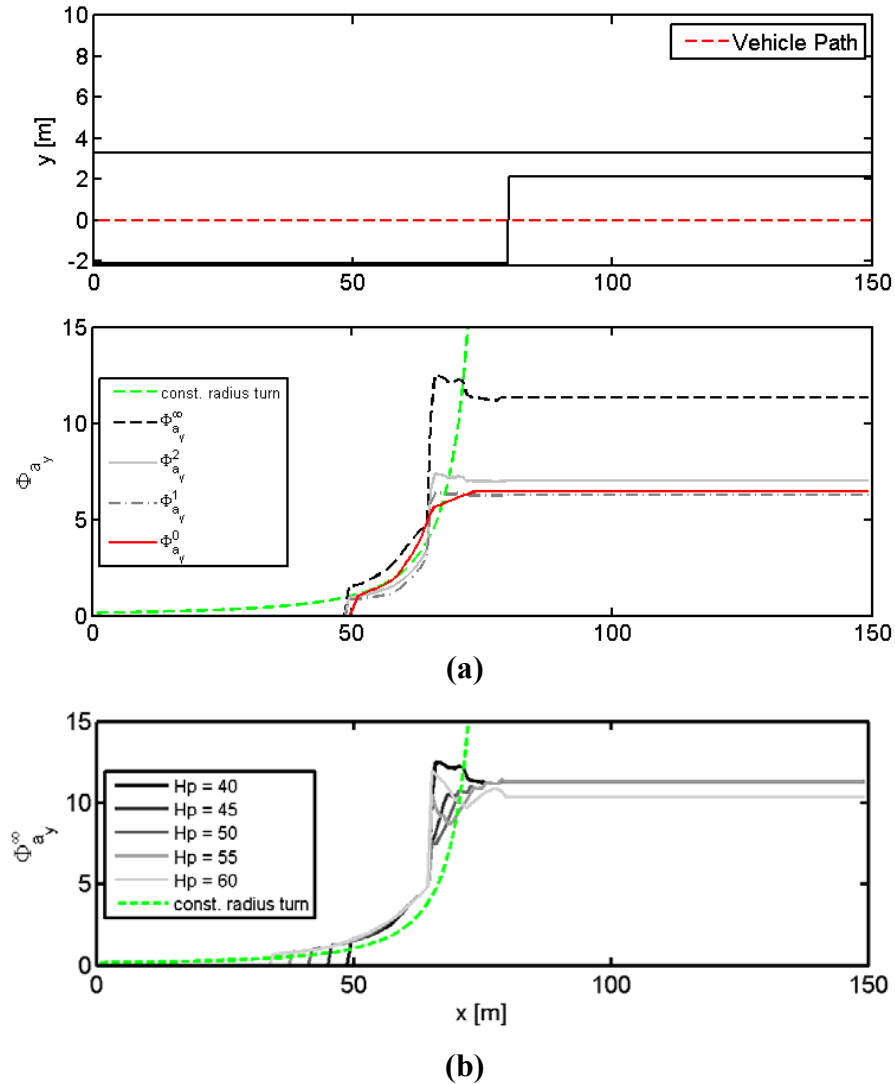 10
8
6
4
2
0
-2
y [m]
Vehicle Path
0 50 100 150
15
10
5
0
Φ_{a_y}
const. radius turn
Φ^∞_{a_y}
Φ^2_{a_y}
Φ^1_{a_y}
Φ^0_{a_y}
0 50 100 150
(a)
15
10
5
0
Φ^∞_{a_y}
Hp = 40
Hp = 45
Hp = 50
Hp = 55
Hp = 60
const. radius turn
0 50 100 150
x [m]
(b)